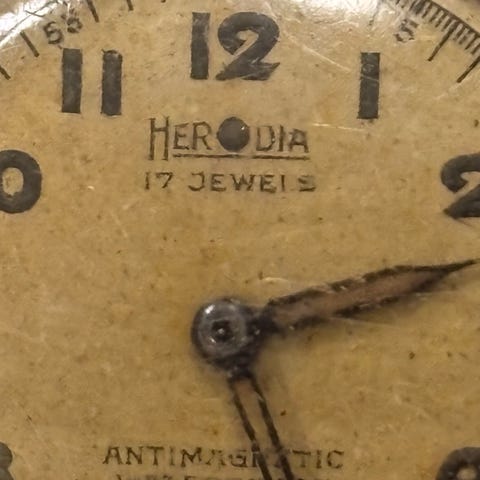 55 12 5
11 1
HERODIA
17 JEWELS
2
ANTIMAGNETIC